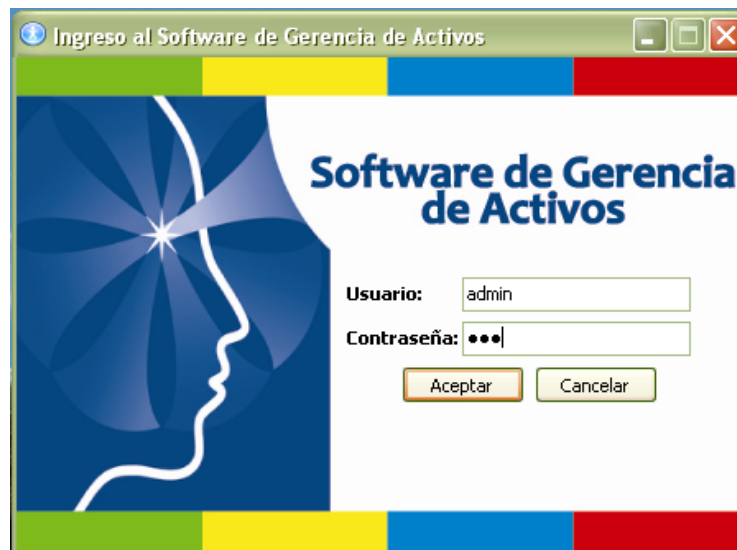 Ingreso al Software de Gerencia de Activos
Software de Gerencia
de Activos
Usuario: admin
Contraseña: •••
Aceptar Cancelar